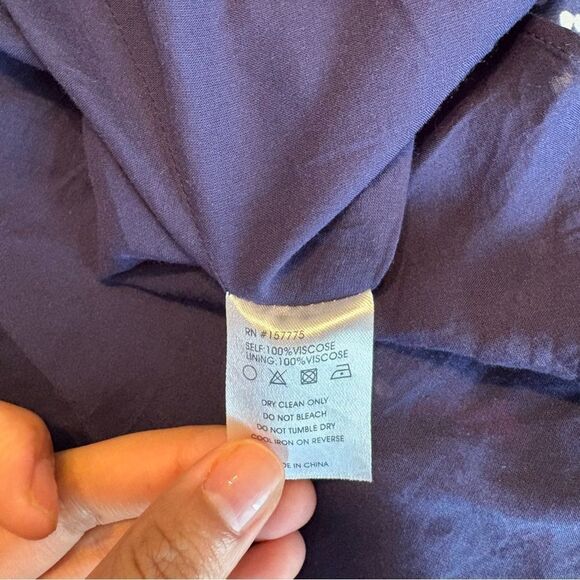 RN #157775
SELF:100%VISCOSE
LINING:100%VISCOSE
DRY CLEAN ONLY
DO NOT BLEACH
DO NOT TUMBLE DRY
COOL IRON ON REVERSE
DE IN CHINA